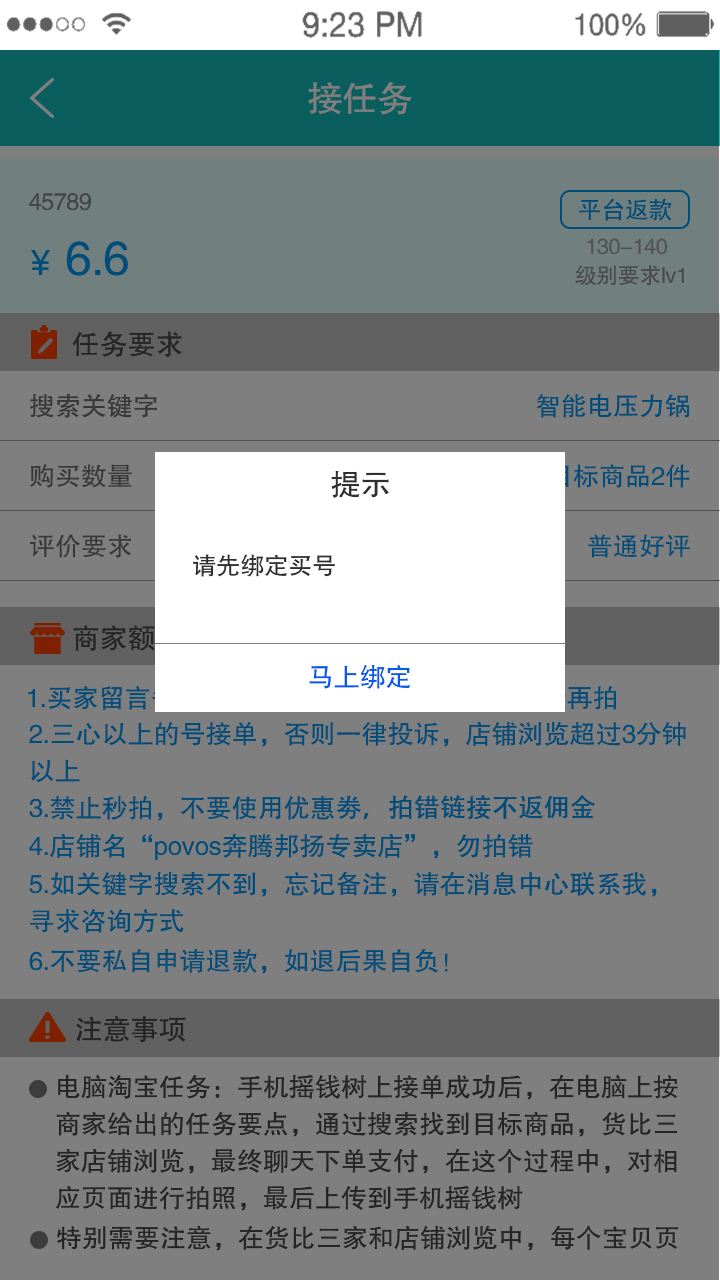 9:23 PM
100%
接任务
45789
平台返款
¥ 6.6
130-140
级别要求lv1
任务要求
搜索关键字
智能电压力锅
购买数量
标商品2件
评价要求
普通好评
提示
请先绑定买号
马上绑定
商家额
1.买家留言
再拍
2.三心以上的号接单，否则一律投诉，店铺浏览超过3分钟
以上
3.禁止秒拍，不要使用优惠劵，拍错链接不返佣金
4.店铺名“povos奔腾邦扬专卖店”，勿拍错
5.如关键字搜索不到，忘记备注，请在消息中心联系我，
寻求咨询方式
6.不要私自申请退款，如退后果自负！
注意事项
电脑淘宝任务：手机摇钱树上接单成功后，在电脑上按
商家给出的任务要点，通过搜索找到目标商品，货比三
家店铺浏览，最终聊天下单支付，在这个过程中，对相
应页面进行拍照，最后上传到手机摇钱树
特别需要注意，在货比三家和店铺浏览中，每个宝贝页